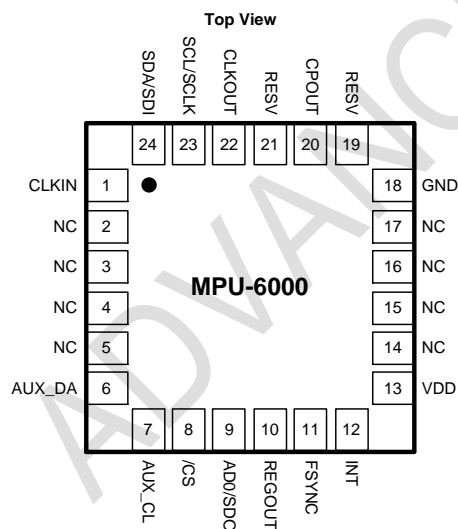 Top View
SDA/SDI
SCL/SCLK
CLKOUT
RESV
CPOUT
RESV
24 23 22 21 20 19
CLKIN 1 18 GND
NC 2 17 NC
NC 3 16 NC
MPU-6000
NC 4 15 NC
NC 5 14 NC
AUX_DA 6 13 VDD
7 8 9 10 11 12
AUX_CL
/CS
AD0/SDO
REGOUT
FSYNC
INT
ADVANC